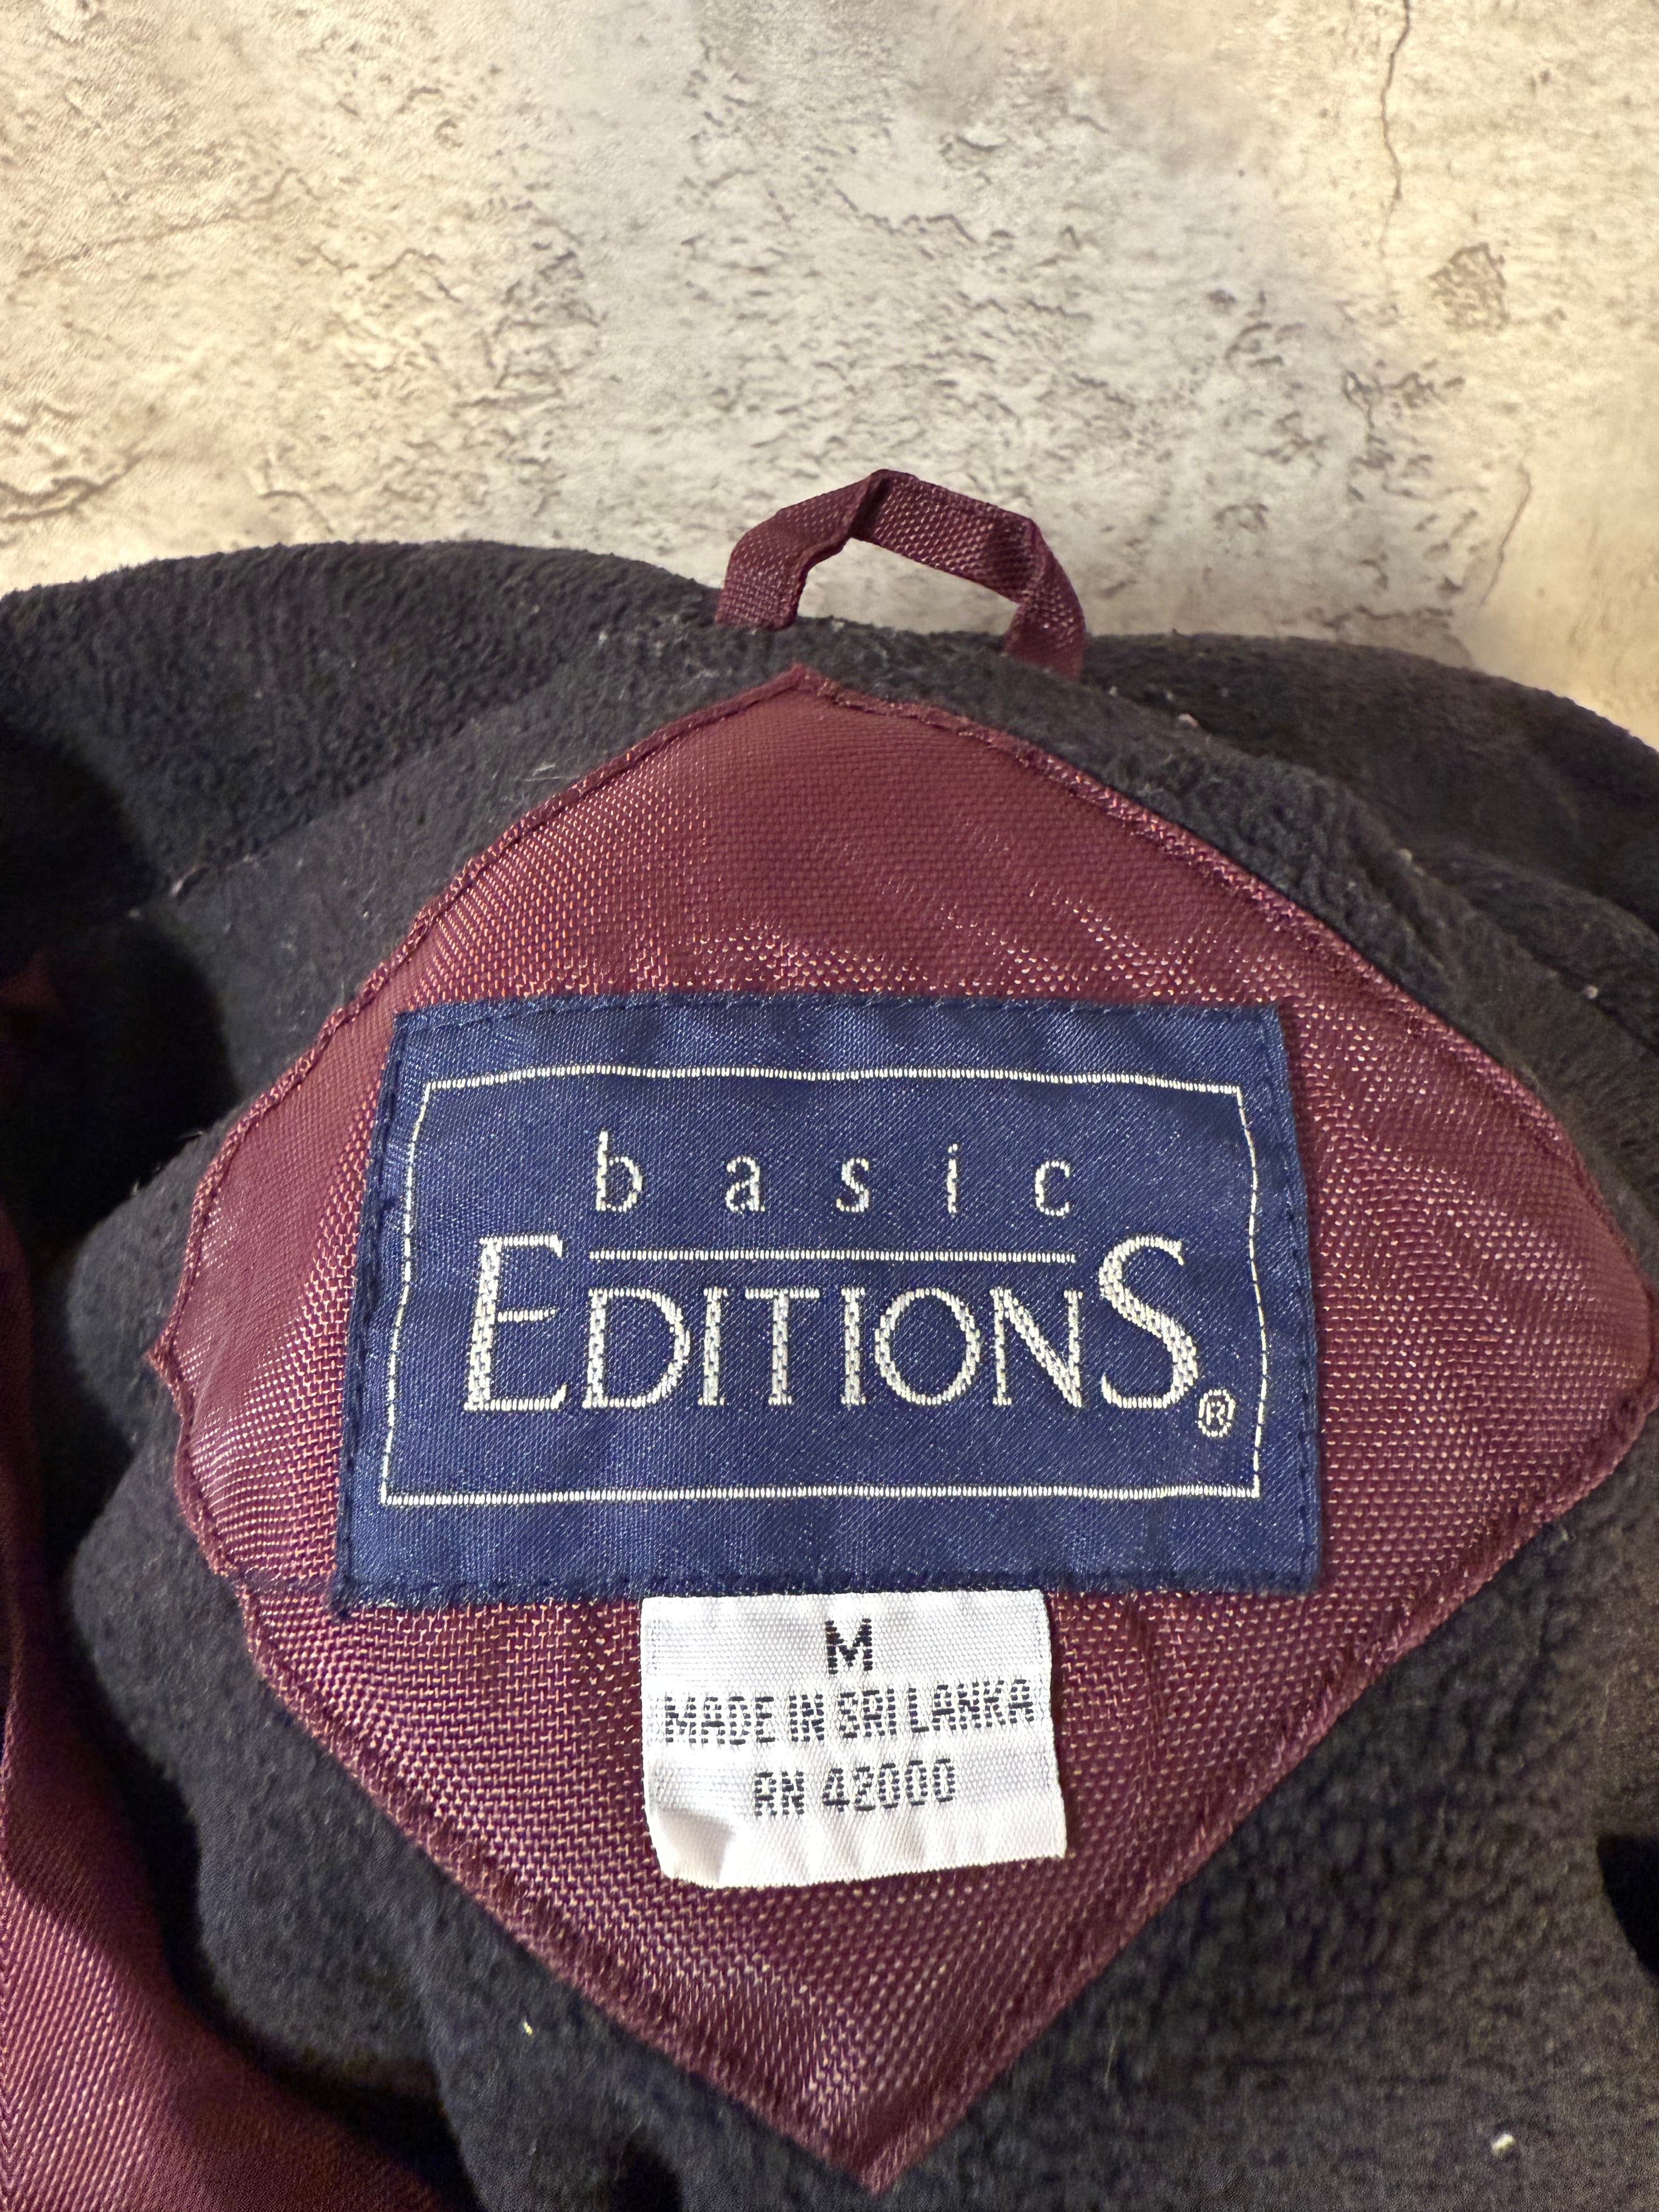 basic
EDITIONS®
M
MADE IN SRI LANKA
RN 42000